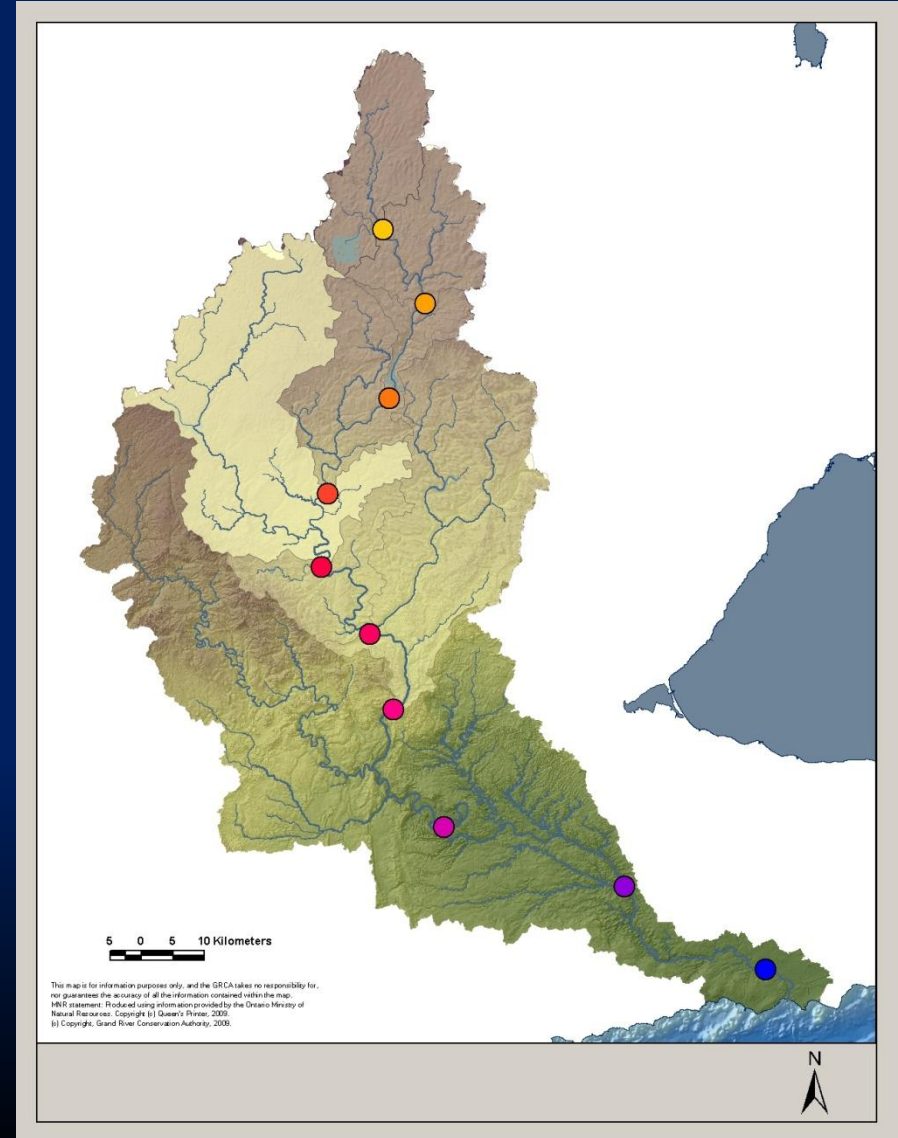 5 0 5 10 Kilometers
This map is for information purposes only, and the GRCA takes no responsibility for,
nor guarantees the accuracy of all the information contained within the map.
MNR statement: Produced using information provided by the Ontario Ministry of
Natural Resources. Copyright (c) Queen's Printer, 2009.
(c) Copyright, Grand River Conservation Authority, 2009.
N